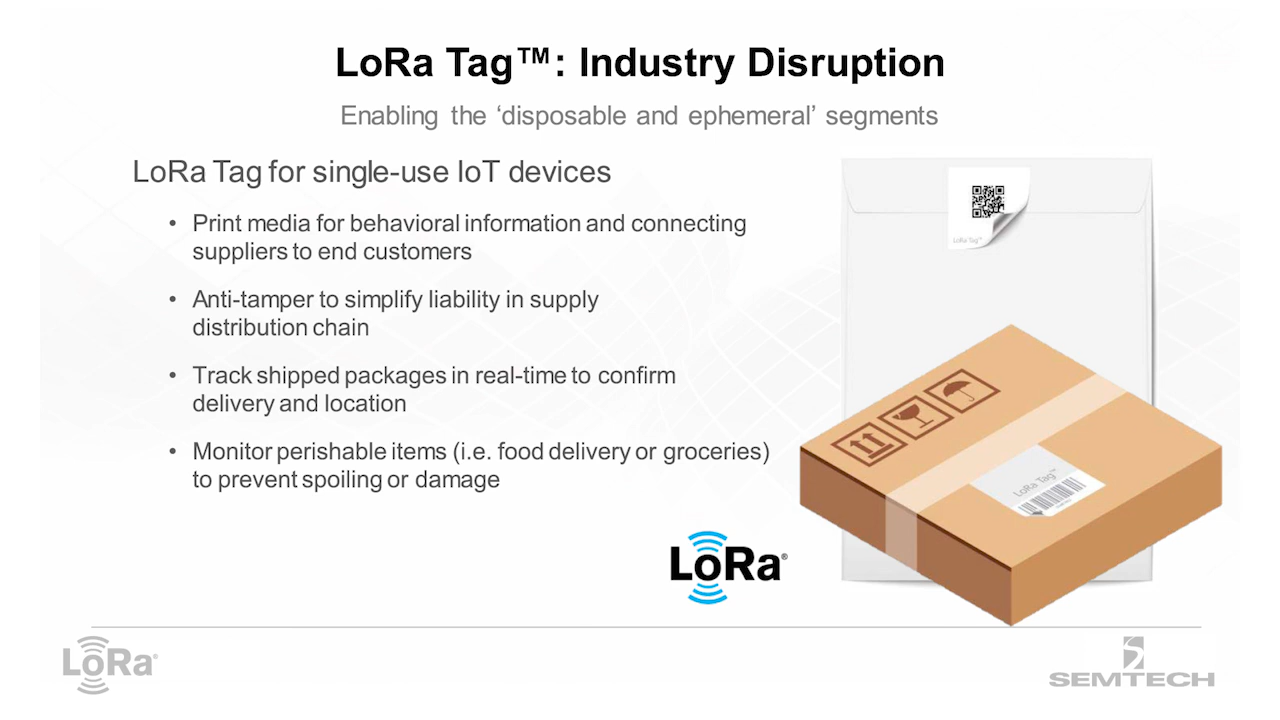 LoRa Tag™: Industry Disruption
Enabling the ‘disposable and ephemeral’ segments
LoRa Tag for single-use IoT devices
• Print media for behavioral information and connecting
suppliers to end customers
• Anti-tamper to simplify liability in supply
distribution chain
• Track shipped packages in real-time to confirm
delivery and location
• Monitor perishable items (i.e. food delivery or groceries)
to prevent spoiling or damage
LoRa Tag™
LoRa Tag™
LoRa®
LoRa®
SEMTECH